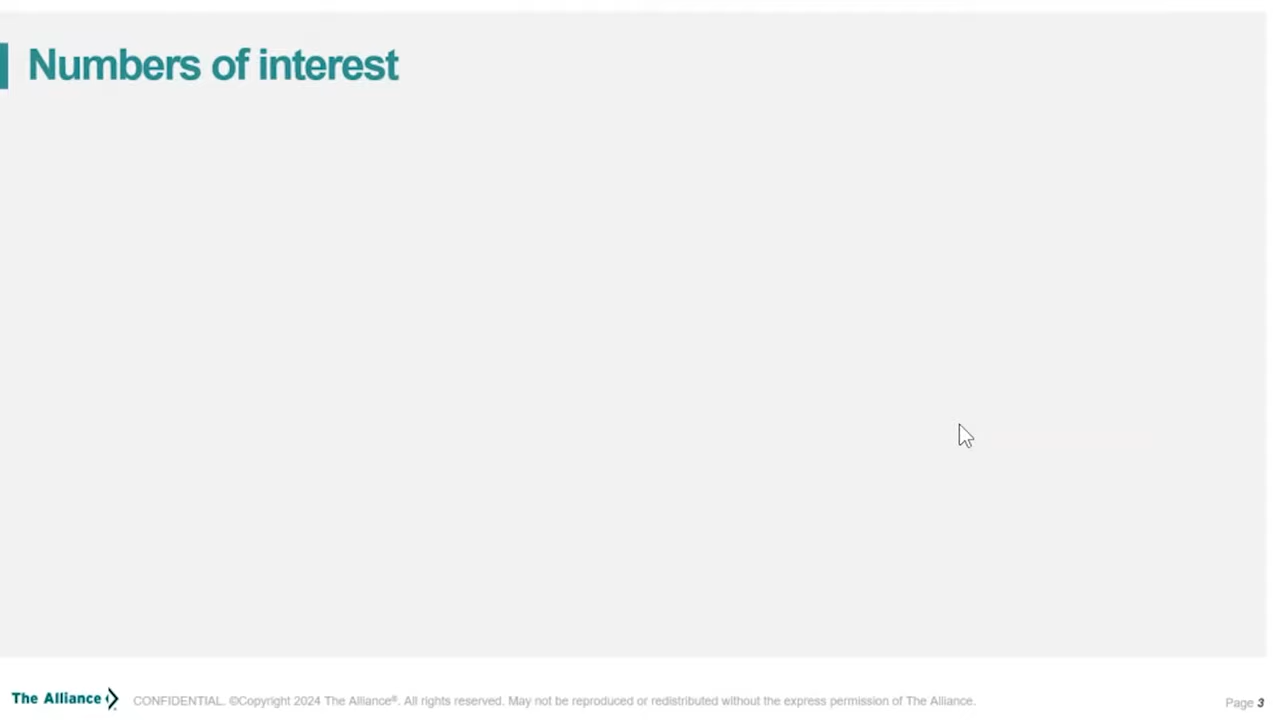 Numbers of interest
The Alliance CONFIDENTIAL. ©Copyright 2024 The Alliance®. All rights reserved. May not be reproduced or redistributed without the express permission of The Alliance. Page 3